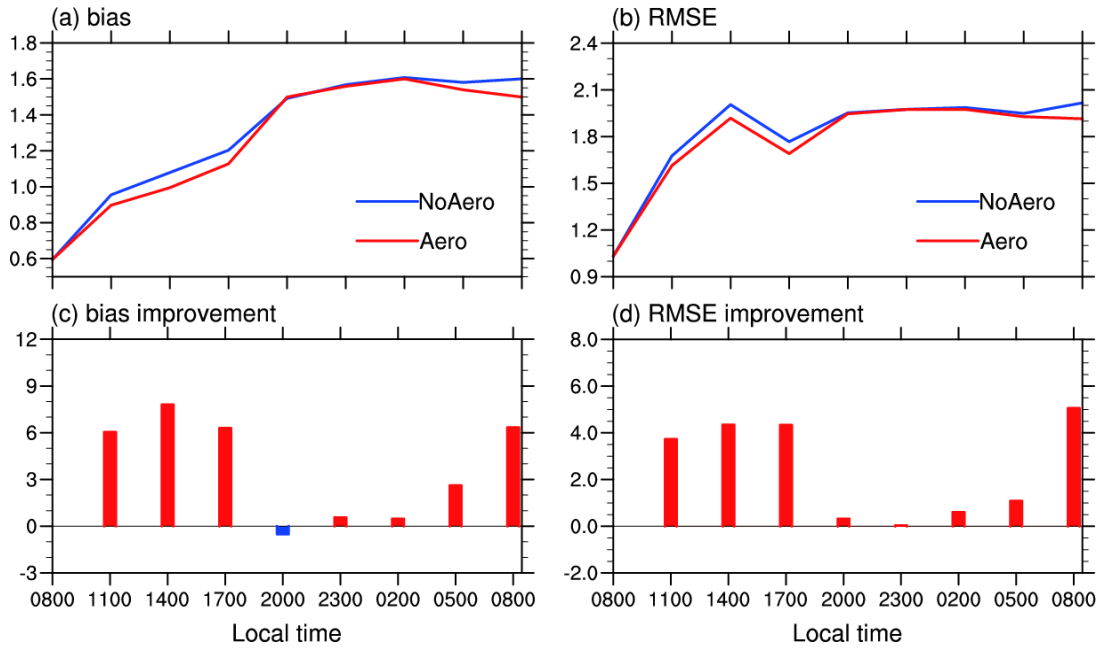 (a) bias
1.8
1.6
1.4
1.2
1.0
0.8
0.6
NoAero
Aero
(b) RMSE
2.4
2.1
1.8
1.5
1.2
0.9
NoAero
Aero
(c) bias improvement
12
9
6
3
0
-3
0800 1100 1400 1700 2000 2300 0200 0500 0800
Local time
(d) RMSE improvement
8.0
6.0
4.0
2.0
0.0
-2.0
0800 1100 1400 1700 2000 2300 0200 0500 0800
Local time